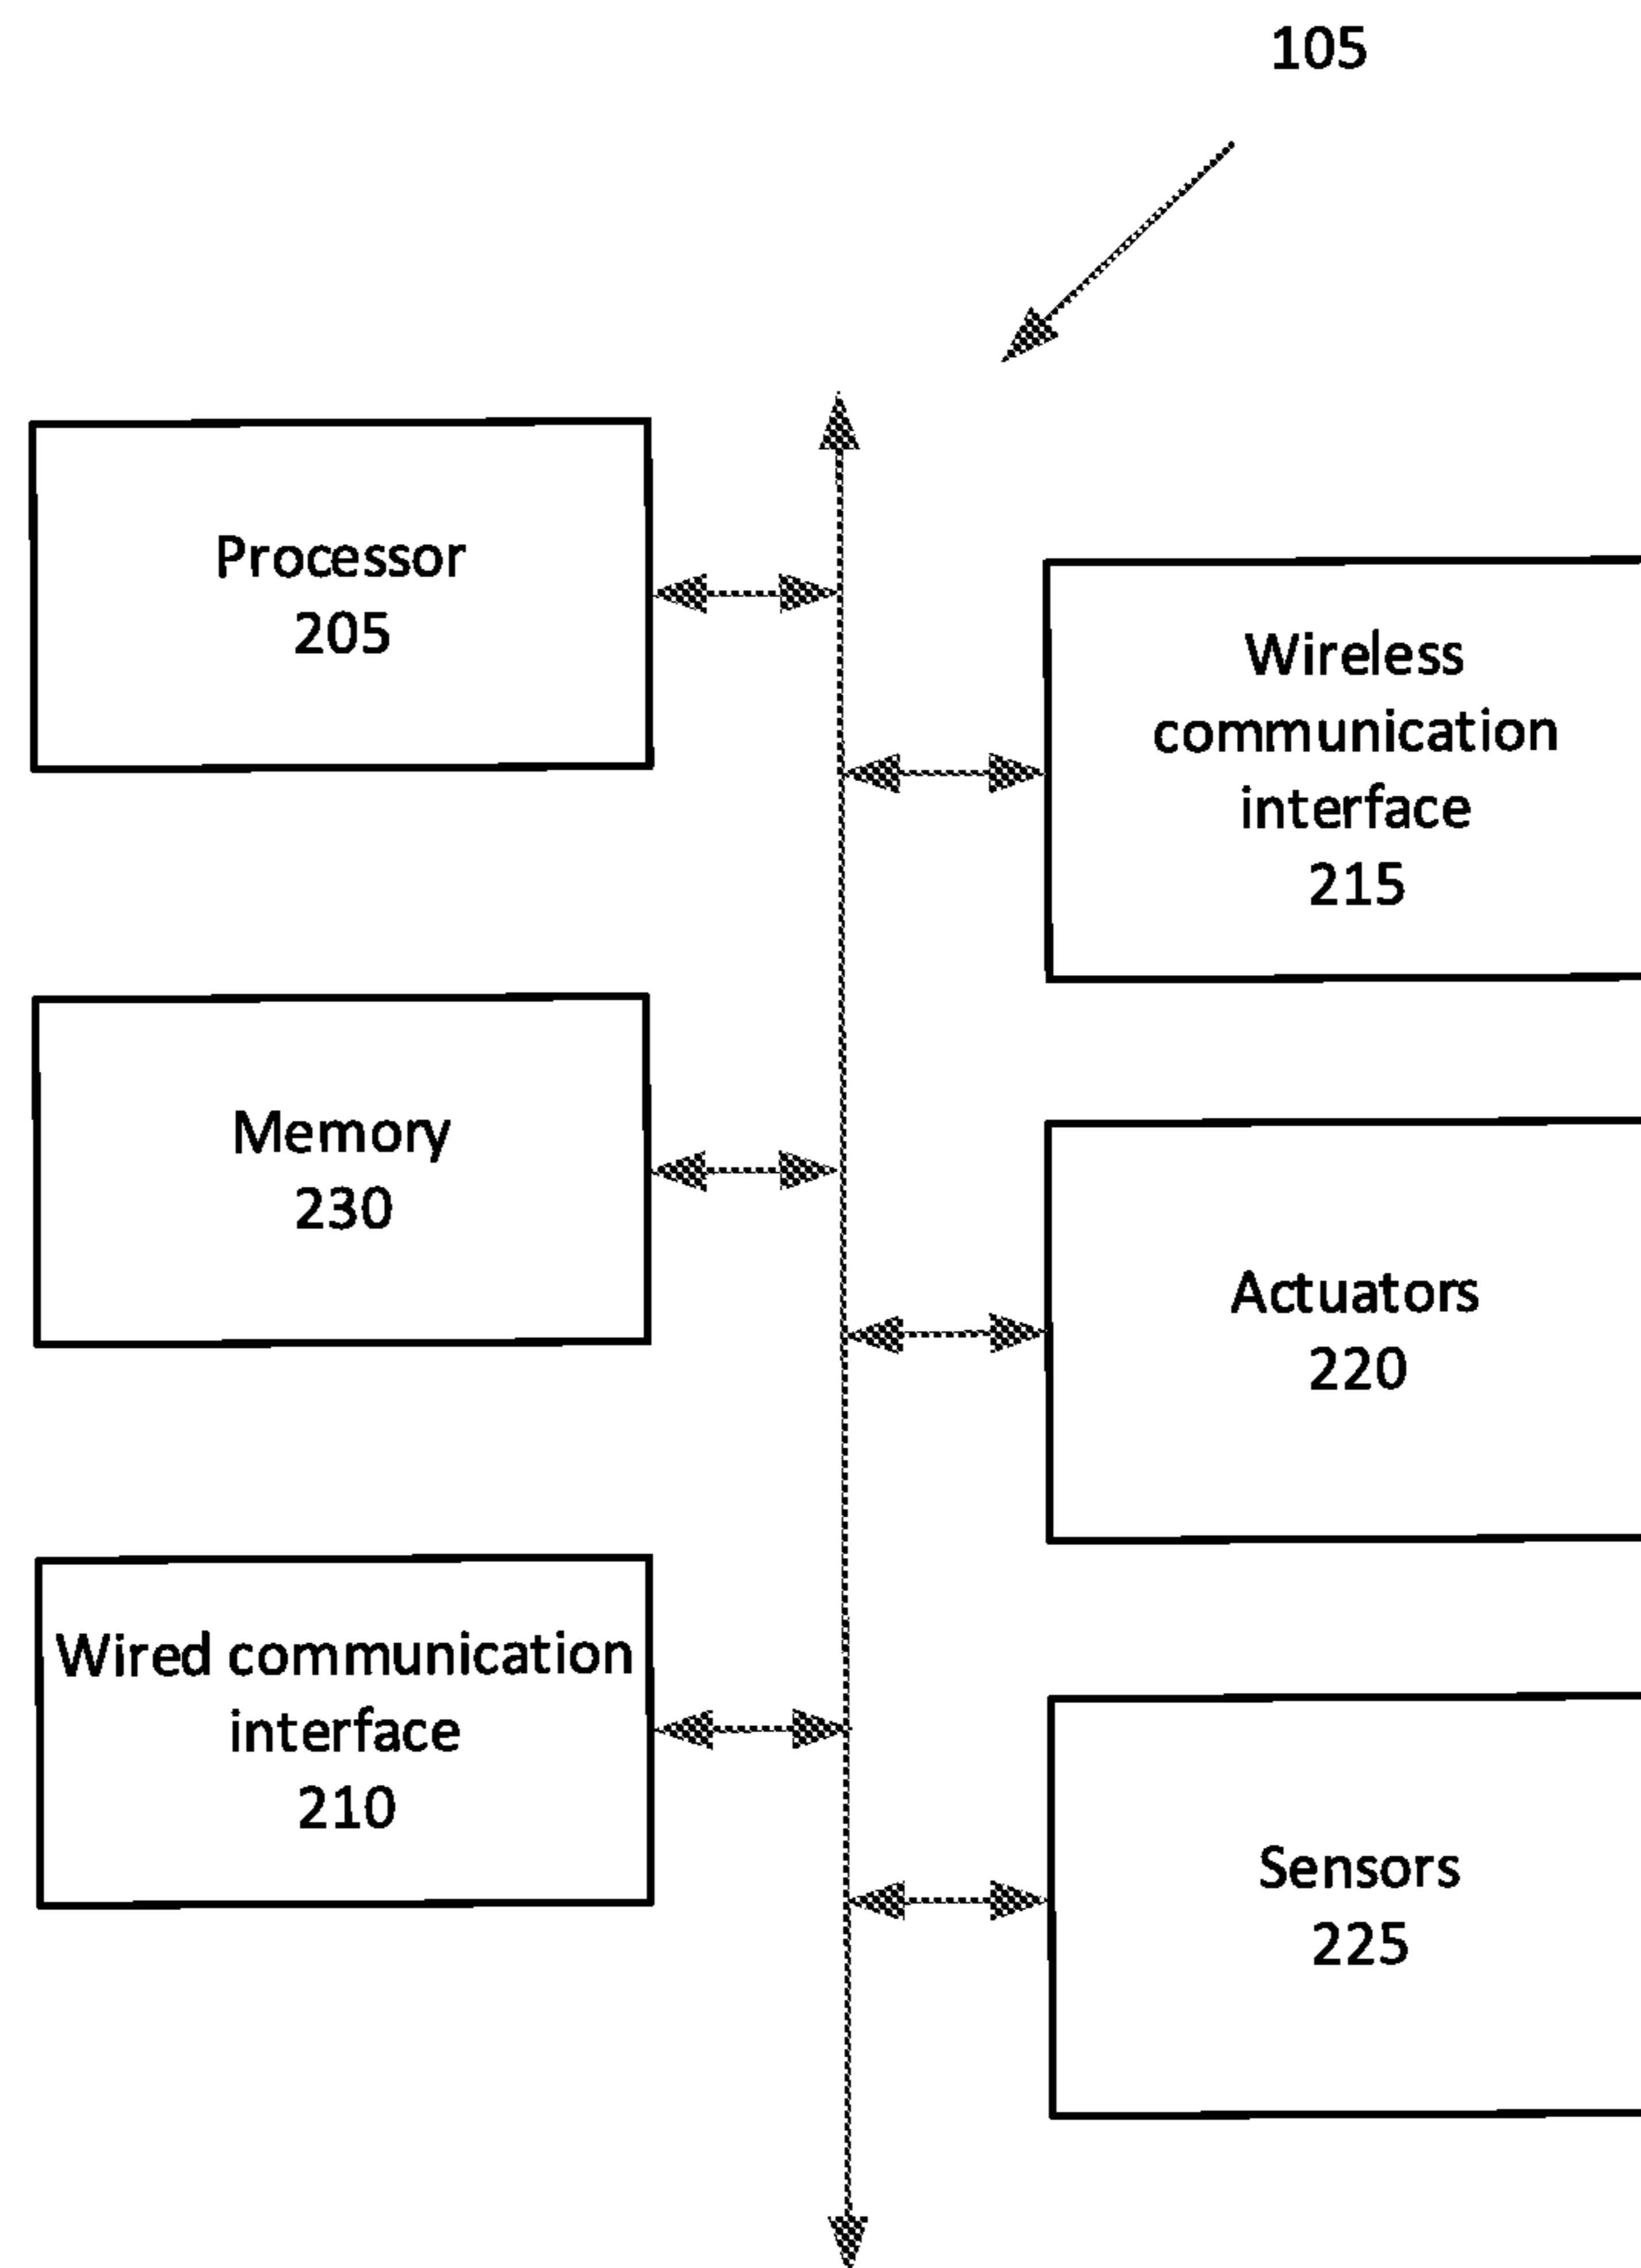 105
Processor
205
Wireless
communication
interface
215
Memory
230
Actuators
220
Wired communication
interface
210
Sensors
225